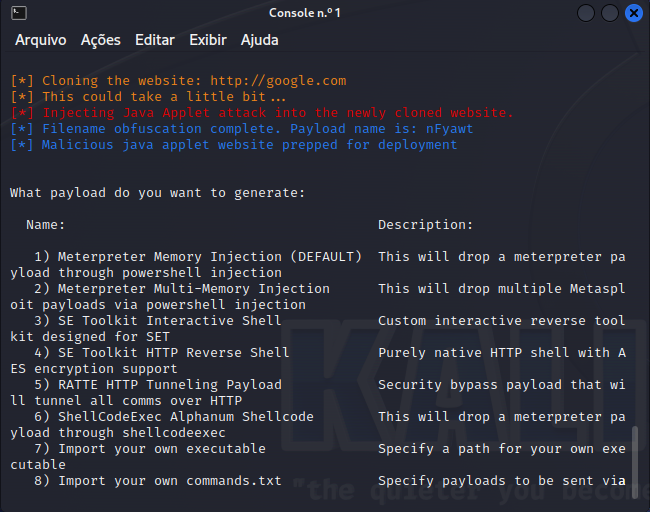 Console n.º 1
Arquivo Ações Editar Exibir Ajuda
[*] Cloning the website: http://google.com
[*] This could take a little bit...
[*] Injecting Java Applet attack into the newly cloned website.
[*] Filename obfuscation complete. Payload name is: nFyawt
[*] Malicious java applet website prepped for deployment
What payload do you want to generate:
Name: Description:
1) Meterpreter Memory Injection (DEFAULT) This will drop a meterpreter pa
yload through powershell injection
2) Meterpreter Multi-Memory Injection This will drop multiple Metaspl
oit payloads via powershell injection
3) SE Toolkit Interactive Shell Custom interactive reverse tool
kit designed for SET
4) SE Toolkit HTTP Reverse Shell Purely native HTTP shell with A
ES encryption support
5) RATTE HTTP Tunneling Payload Security bypass payload that wi
ll tunnel all comms over HTTP
6) ShellCodeExec Alphanum Shellcode This will drop a meterpreter pa
yload through shellcodeexec
7) Import your own executable Specify a path for your own exe
cutable
8) Import your own commands.txt Specify payloads to be sent via
KALI
"the quieter you becom